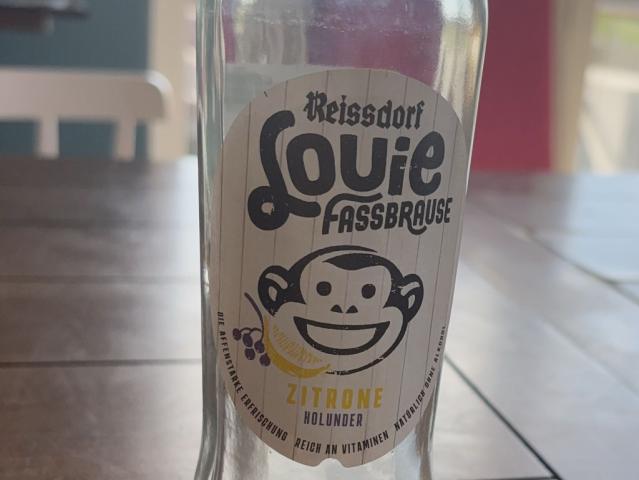 Reissdorf
Louie
FASSBRAUSE
ZITRONE
HOLUNDER
DIE AFFENSTARKE ERFRISCHUNG REICH AN VITAMINEN NATÜRLICH OHNE ALKOHOL